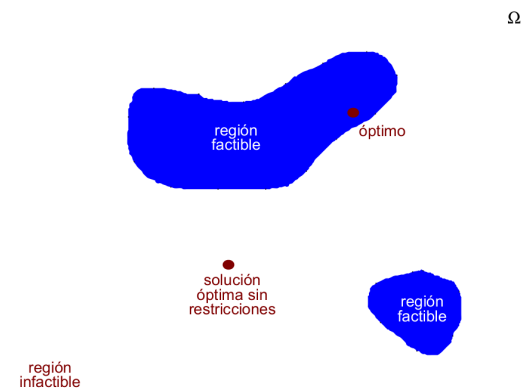 Ω
región
factible
óptimo
solución
óptima sin
restricciones
región
factible
región
infactible